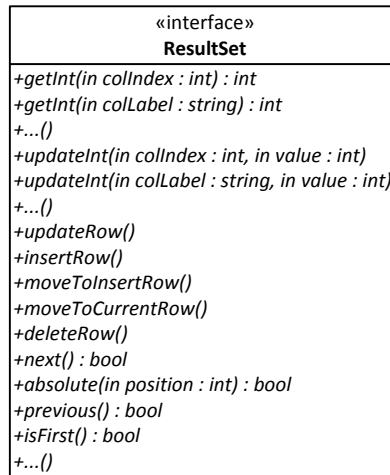 «interface»
ResultSet
+getInt(in colIndex : int) : int
+getInt(in colLabel : string) : int
+...()
+updateInt(in colIndex : int, in value : int)
+updateInt(in colLabel : string, in value : int)
+...()
+updateRow()
+insertRow()
+moveToInsertRow()
+moveToCurrentRow()
+deleteRow()
+next() : bool
+absolute(in position : int) : bool
+previous() : bool
+isFirst() : bool
+...()